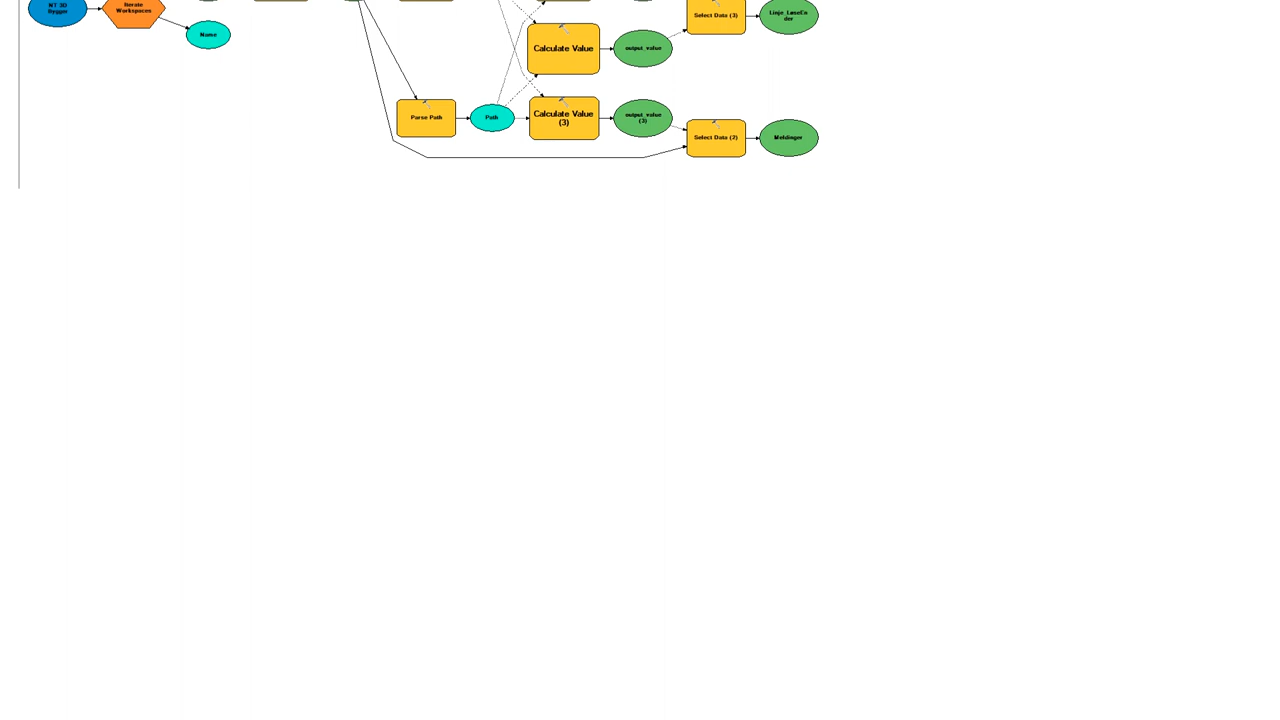 NT 3D
Bygger
Iterate
Workspaces
Name
Select Data (3)
Linje_LaneEn
der
Calculate Value
output_value
Parse Path
Path
Calculate Value
(3)
output_value
(3)
Select Data (2)
Meldinger